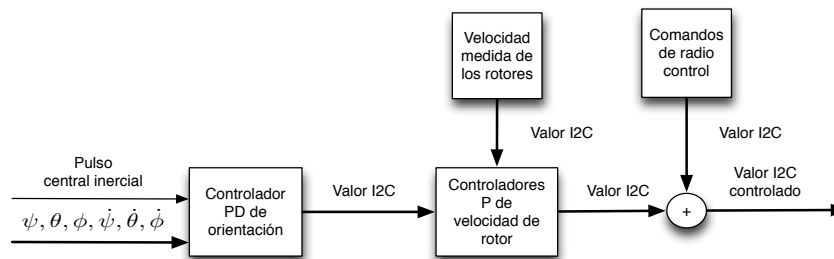 Velocidad
medida de
los rotores
Comandos
de radio
control
Valor I2C
Valor I2C
Pulso
central inercial
ψ, θ, φ, ψ̇, θ̇, φ̇
Controlador
PD de
orientación
Valor I2C
Controladores
P de
velocidad de
rotor
Valor I2C
+
Valor I2C
controlado